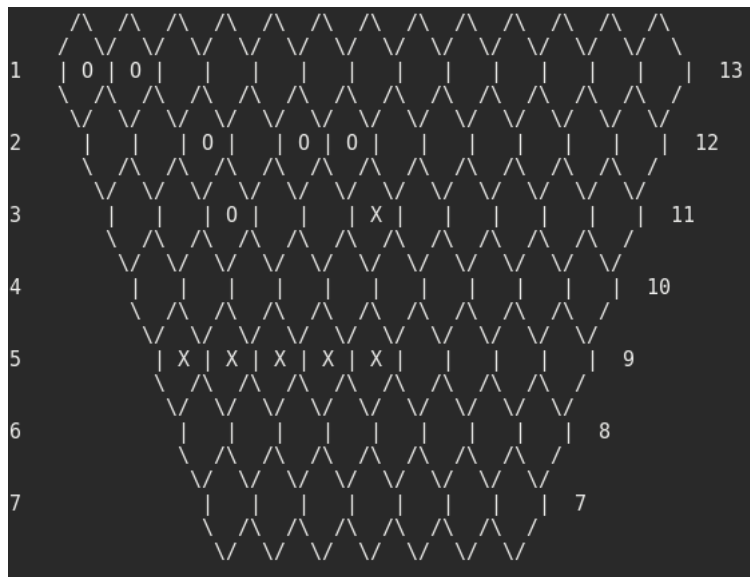 /\  /\  /\  /\  /\  /\  /\  /\  /\  /\  /\  /\  /\
    /  \/  \/  \/  \/  \/  \/  \/  \/  \/  \/  \/  \/  \
1   | O | O |   |   |   |   |   |   |   |   |   |   |   |  13
    \  /\  /\  /\  /\  /\  /\  /\  /\  /\  /\  /\  /\  /
     \/  \/  \/  \/  \/  \/  \/  \/  \/  \/  \/  \/  \/
2     |   |   | O |   | O | O |   |   |   |   |   |   |  12
      \  /\  /\  /\  /\  /\  /\  /\  /\  /\  /\  /\  /
       \/  \/  \/  \/  \/  \/  \/  \/  \/  \/  \/  \/
3       |   |   | O |   |   | X |   |   |   |   |   |  11
        \  /\  /\  /\  /\  /\  /\  /\  /\  /\  /\  /
         \/  \/  \/  \/  \/  \/  \/  \/  \/  \/  \/
4         |   |   |   |   |   |   |   |   |   |   |  10
          \  /\  /\  /\  /\  /\  /\  /\  /\  /\  /
           \/  \/  \/  \/  \/  \/  \/  \/  \/  \/
5           | X | X | X | X | X |   |   |   |   |  9
            \  /\  /\  /\  /\  /\  /\  /\  /\  /
             \/  \/  \/  \/  \/  \/  \/  \/  \/
6             |   |   |   |   |   |   |   |   |  8
              \  /\  /\  /\  /\  /\  /\  /\  /
               \/  \/  \/  \/  \/  \/  \/  \/
7               |   |   |   |   |   |   |   |  7
                \  /\  /\  /\  /\  /\  /\  /
                 \/  \/  \/  \/  \/  \/  \/